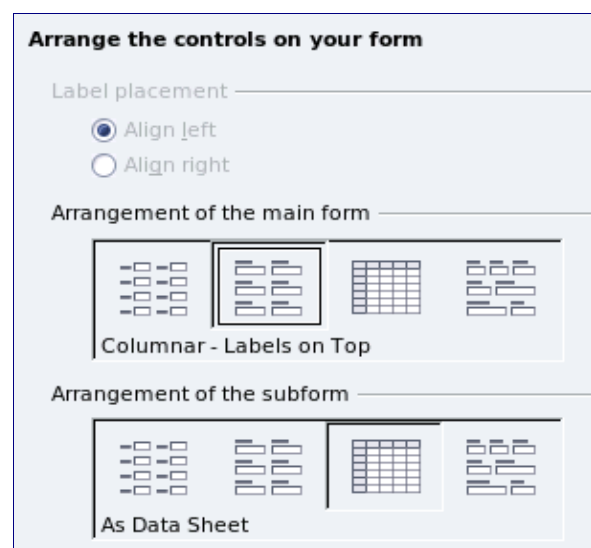 Arrange the controls on your form
Label placement
Align left
Align right
Arrangement of the main form
Columnar - Labels on Top
Arrangement of the subform
As Data Sheet